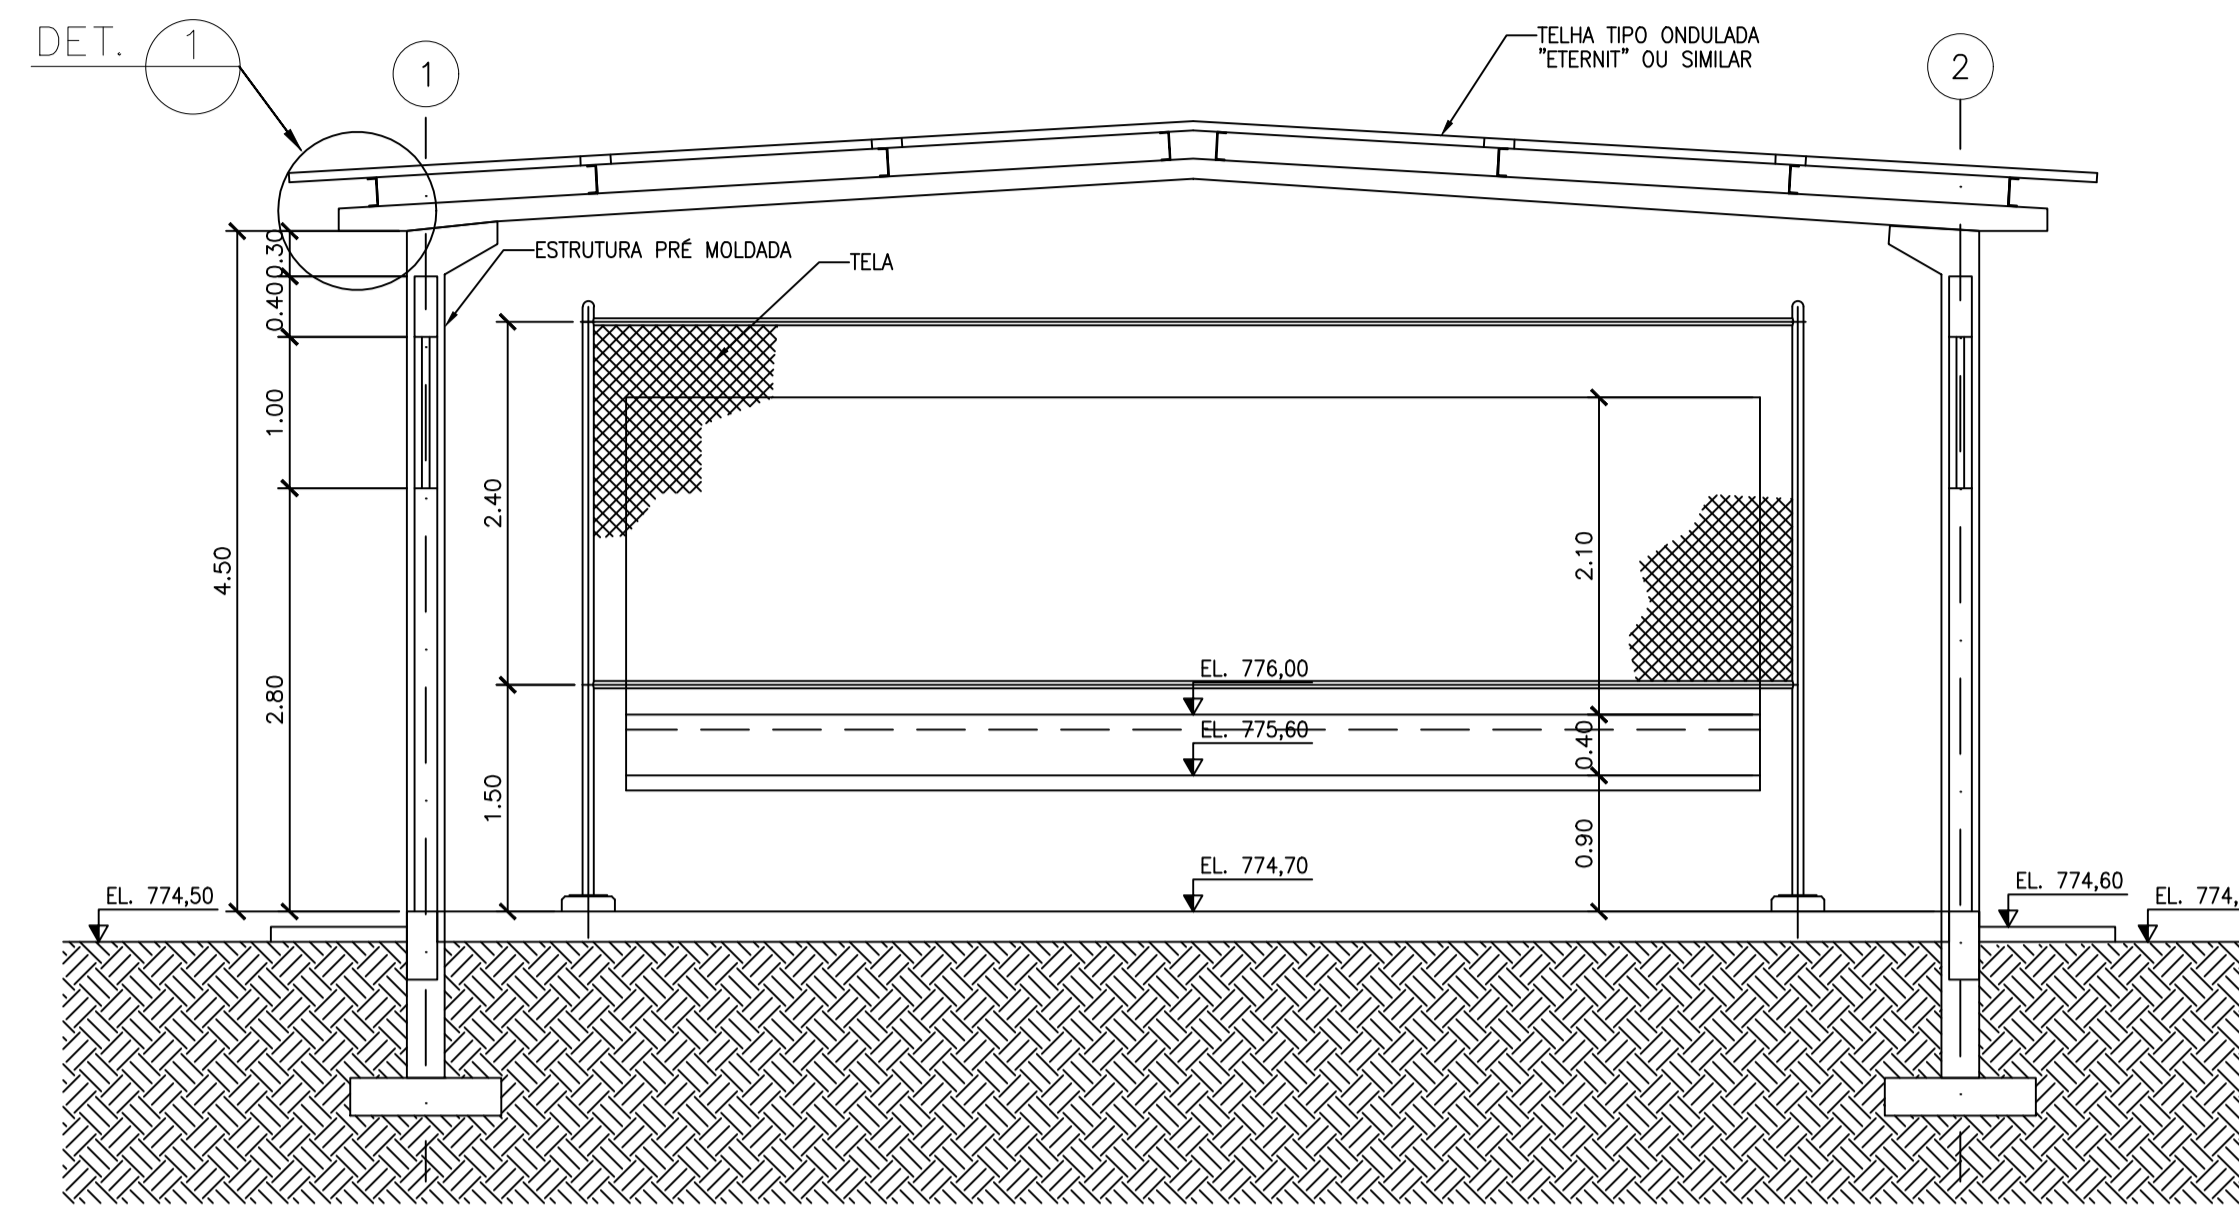 DET. 1
1
2
TELHA TIPO ONDULADA
"ETERNIT" OU SIMILAR
ESTRUTURA PRÉ MOLDADA
TELA
0.30
0.40
1.00
2.80
4.50
2.40
1.50
2.10
0.40
0.90
EL. 776,00
EL. 775,60
EL. 774,70
EL. 774,50
EL. 774,60
EL. 774,